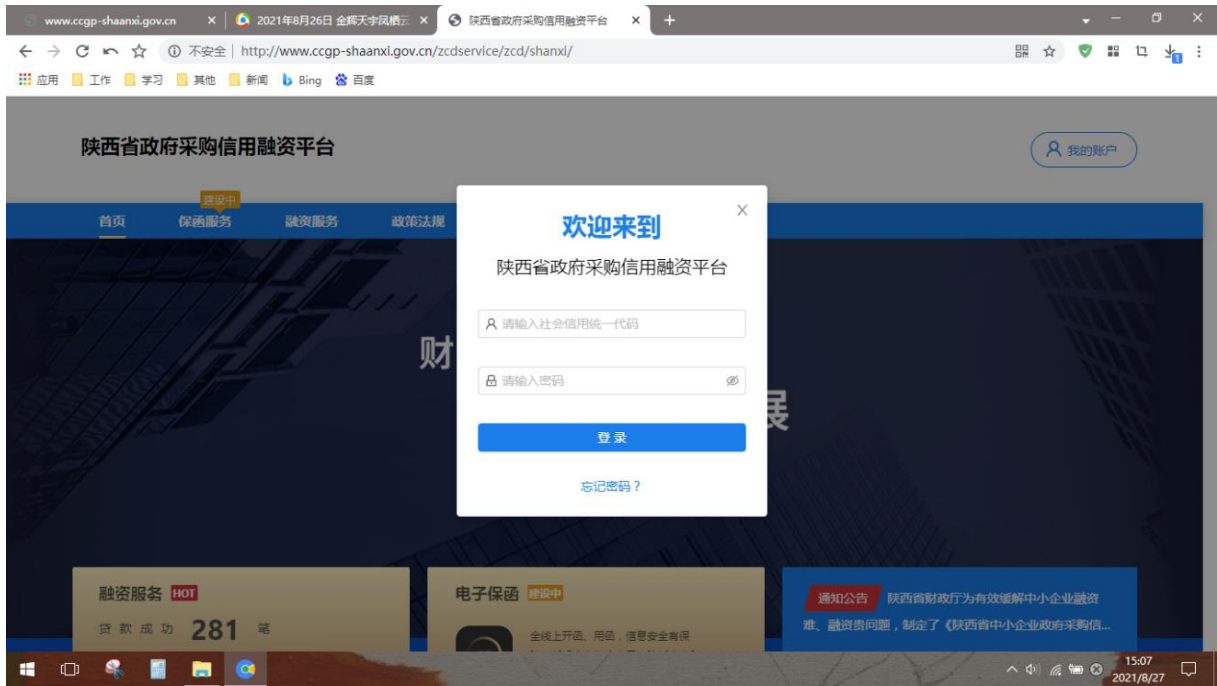 www.ccgp-shaanxi.gov.cn
2021年8月26日 金辉天宇凤栖云
陕西省政府采购信用融资平台
不安全
http://www.ccgp-shaanxi.gov.cn/zcdservice/zcd/shanxi/
1
应用
工作
学习
其他
新闻
Bing
百度
陕西省政府采购信用融资平台
我的账户
建设中
首页
保函服务
融资服务
政策法规
欢迎来到
陕西省政府采购信用融资平台
请输入社会信用统一代码
请输入密码
登 录
忘记密码？
财
展
融资服务 HOT
贷款成功 281 笔
电子保函 建设中
全线上开函、用函，信息安全有保
通知公告 陕西省财政厅为有效缓解中小企业融资
难、融资贵问题，制定了《陕西省中小企业政府采购信...
15:07
2021/8/27